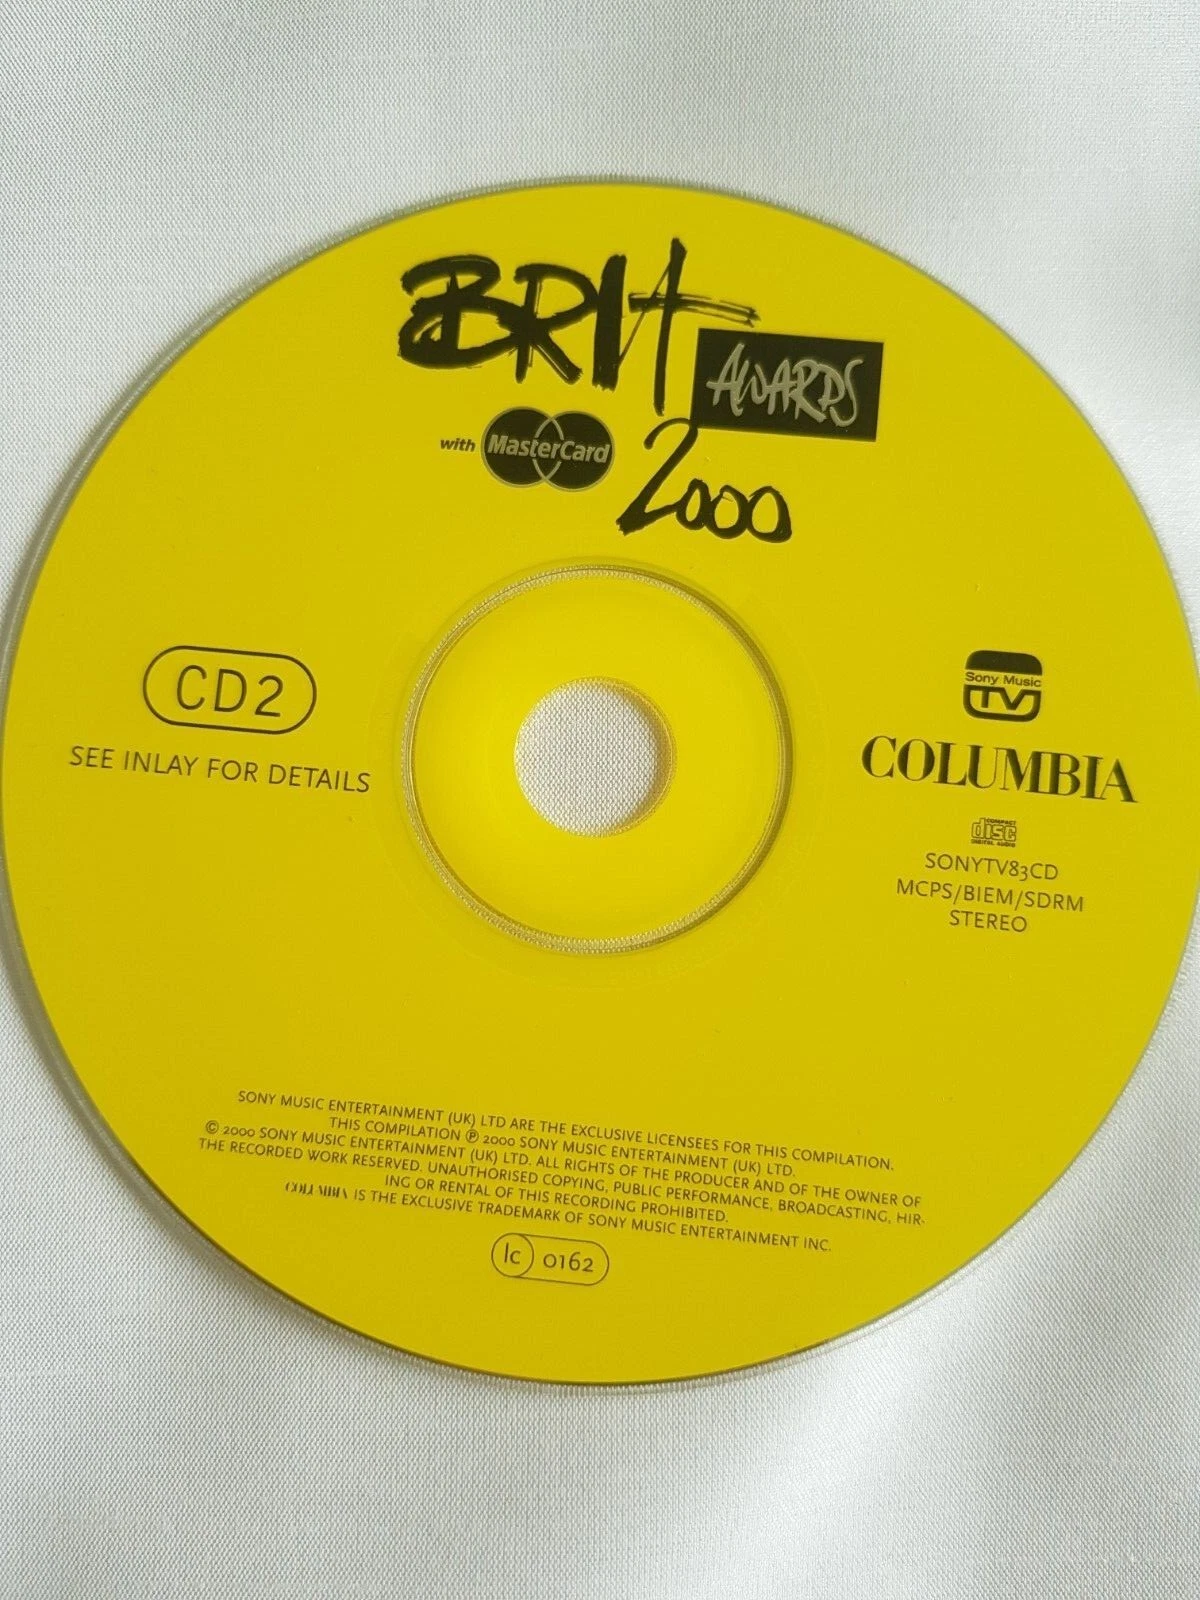 BRIT
AWARDS
with MasterCard
2000
CD2
SEE INLAY FOR DETAILS
Sony Music
TV
COLUMBIA
COMPACT
disc
DIGITAL AUDIO
SONYTV83CD
MCPS/BIEM/SDRM
STEREO
SONY MUSIC ENTERTAINMENT (UK) LTD ARE THE EXCLUSIVE LICENSEES FOR THIS COMPILATION.
THIS COMPILATION ℗ 2000 SONY MUSIC ENTERTAINMENT (UK) LTD.
© 2000 SONY MUSIC ENTERTAINMENT (UK) LTD. ALL RIGHTS OF THE PRODUCER AND OF THE OWNER OF
THE RECORDED WORK RESERVED. UNAUTHORISED COPYING, PUBLIC PERFORMANCE, BROADCASTING, HIR-
ING OR RENTAL OF THIS RECORDING PROHIBITED.
COLUMBIA IS THE EXCLUSIVE TRADEMARK OF SONY MUSIC ENTERTAINMENT INC.
lc 0162